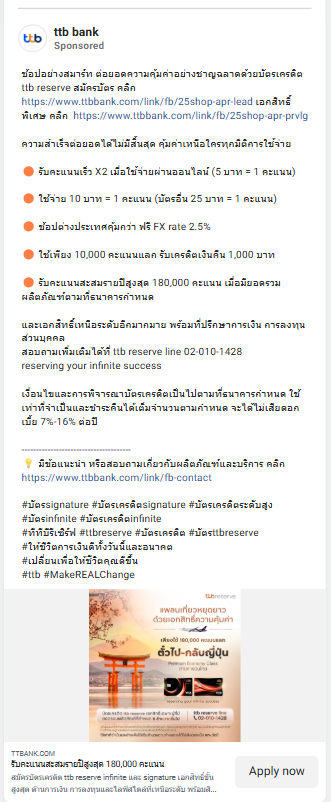 ttb
ttb bank
Sponsored
ช้อปอย่างสมาร์ท ต่อยอดความคุ้มค่าอย่างชาญฉลาดด้วยบัตรเครดิต
ttb reserve สมัครบัตร คลิก
https://www.ttbbank.com/link/fb/25shop-apr-lead เอกสิทธิ์
พิเศษ คลิก https://www.ttbbank.com/link/fb/25shop-apr-prvlg
ความสำเร็จต่อยอดได้ไม่มีสิ้นสุด คุ้มค่าเหนือใครทุกมิติการใช้จ่าย
รับคะแนนเร็ว X2 เมื่อใช้จ่ายผ่านออนไลน์ (5 บาท = 1 คะแนน)
ใช้จ่าย 10 บาท = 1 คะแนน (บัตรอื่น 25 บาท = 1 คะแนน)
ช้อปต่างประเทศคุ้มกว่า ฟรี FX rate 2.5%
ใช้เพียง 10,000 คะแนนแลก รับเครดิตเงินคืน 1,000 บาท
รับคะแนนสะสมรายปีสูงสุด 180,000 คะแนน เมื่อมียอดรวม
ผลิตภัณฑ์ตามที่ธนาคารกำหนด
และเอกสิทธิ์เหนือระดับอีกมากมาย พร้อมที่ปรึกษาการเงิน การลงทุน
ส่วนบุคคล
สอบถามเพิ่มเติมได้ที่ ttb reserve line 02-010-1428
reserving your infinite success
เงื่อนไขและการพิจารณาบัตรเครดิตเป็นไปตามที่ธนาคารกำหนด ใช้
เท่าที่จำเป็นและชำระคืนได้เต็มจำนวนตามกำหนด จะได้ไม่เสียดอก
เบี้ย 7%-16% ต่อปี
----------------------------------
มีข้อแนะนำ หรือสอบถามเกี่ยวกับผลิตภัณฑ์และบริการ คลิก
https://www.ttbbank.com/link/fb-contact
#บัตรsignature #บัตรเครดิตsignature #บัตรเครดิตระดับสูง
#บัตรinfinite #บัตรเครดิตinfinite
#ทีทีบีรีเซิร์ฟ #ttbreserve #บัตรเครดิต #บัตรttbreserve
#ให้ชีวิตการเงินดีทั้งวันนี้และอนาคต
#เปลี่ยนเพื่อให้ชีวิตคุณดีขึ้น
#ttb #MakeREALChange
ttbreserve
แพลนเที่ยวหยุดยาว
ด้วยเอกสิทธิ์ความคุ้มค่า
เพียงใช้ 180,000 คะแนนแลก
ตั๋วไป-กลับญี่ปุ่น
Premium Economy Class
ttb reserve line
02-010-1428
TTBANK.COM
รับคะแนนสะสมรายปีสูงสุด 180,000 คะแนน
สมัครบัตรเครดิต ttb reserve infinite และ signature เอกสิทธิ์ขั้น
สูงสุด ด้านการเงิน การลงทุนและไลฟ์สไตล์ที่เหนือระดับ พร้อมสิ...
Apply now